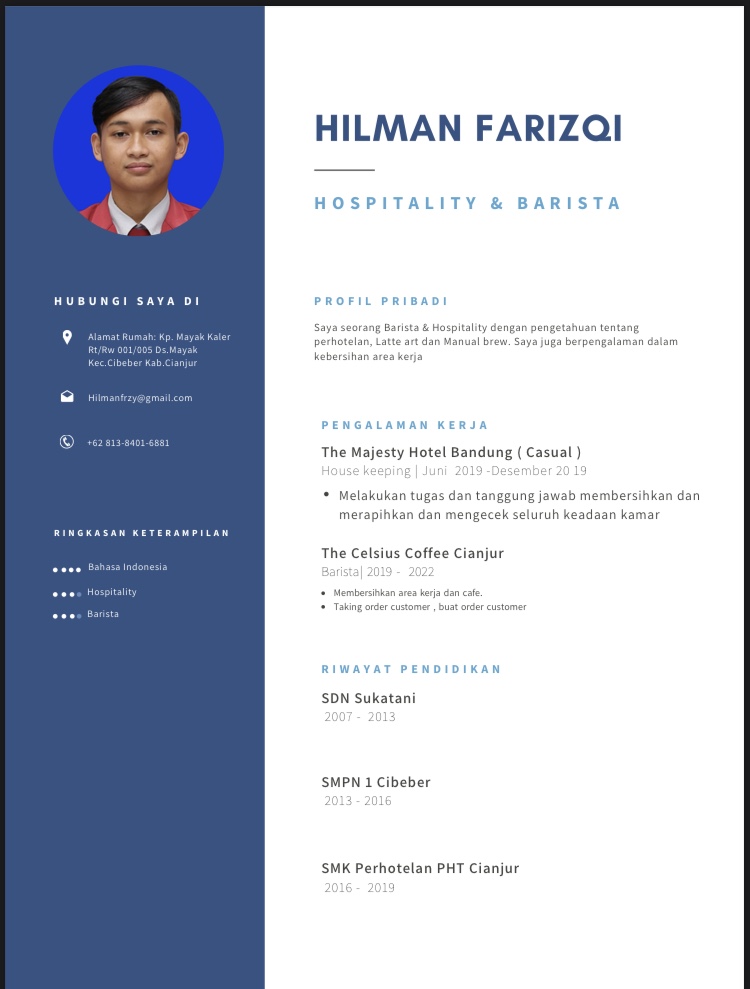 HILMAN FARIZQI
HOSPITALITY & BARISTA
HUBUNGI SAYA DI
Alamat Rumah: Kp. Mayak Kaler
Rt/Rw 001/005 Ds.Mayak
Kec.Cibeber Kab.Cianjur
Hilmanfrzy@gmail.com
+62 813-8401-6881
RINGKASAN KETERAMPILAN
Bahasa Indonesia
Hospitality
Barista
PROFIL PRIBADI
Saya seorang Barista & Hospitality dengan pengetahuan tentang
perhotelan, Latte art dan Manual brew. Saya juga berpengalaman dalam
kebersihan area kerja
PENGALAMAN KERJA
The Majesty Hotel Bandung ( Casual )
House keeping | Juni 2019 -Desember 20 19
• Melakukan tugas dan tanggung jawab membersihkan dan
merapihkan dan mengecek seluruh keadaan kamar
The Celsius Coffee Cianjur
Barista| 2019 - 2022
• Membersihkan area kerja dan cafe.
• Taking order customer , buat order customer
RIWAYAT PENDIDIKAN
SDN Sukatani
2007 - 2013
SMPN 1 Cibeber
2013 - 2016
SMK Perhotelan PHT Cianjur
2016 - 2019